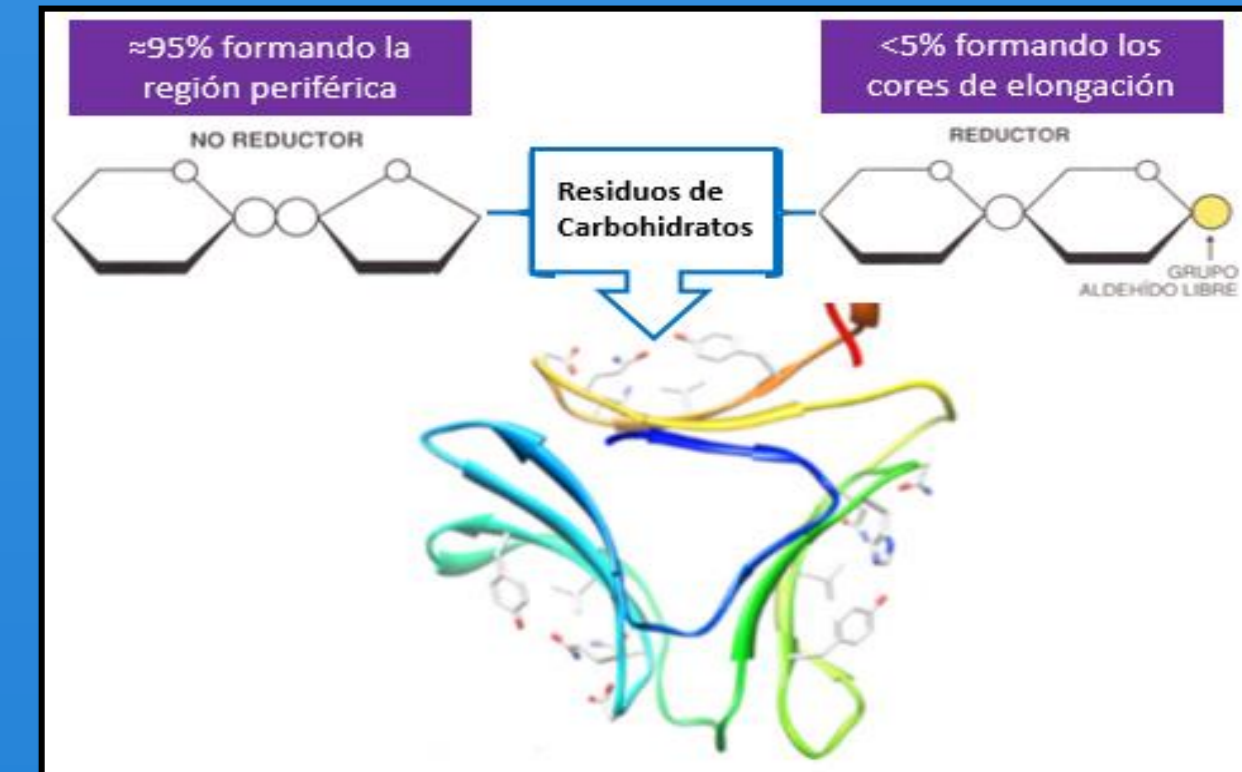 ≈95% formando la
región periférica
<5% formando los
cores de elongación
NO REDUCTOR
REDUCTOR
Residuos de
Carbohidratos
GRUPO
ALDEHÍDO LIBRE